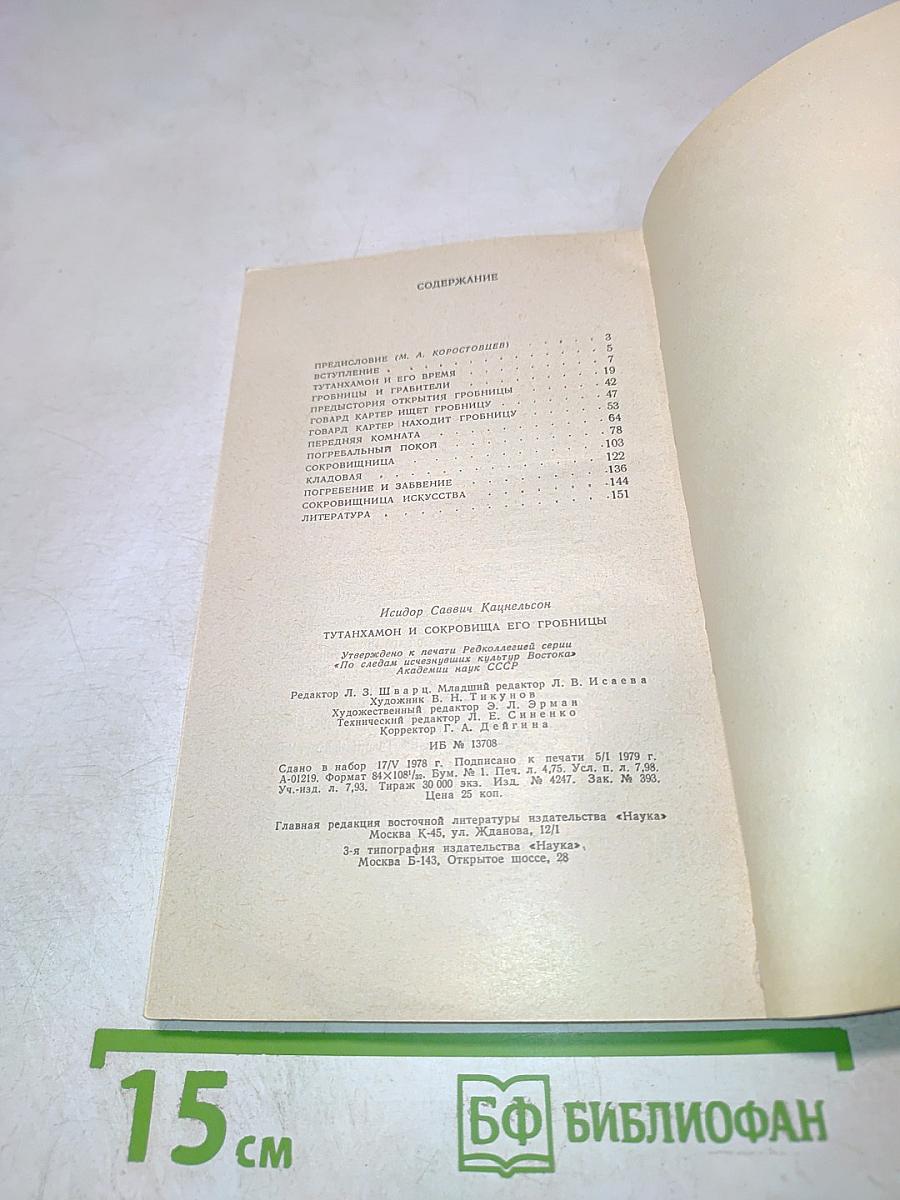 СОДЕРЖАНИЕ
ПРЕДИСЛОВИЕ (М. А. КОРОСТОВЦЕВ) . . . . 3
ВСТУПЛЕНИЕ . . . . . . . . . 5
ТУТАНХАМОН И ЕГО ВРЕМЯ . . . . . . 7
ГРОБНИЦЫ И ГРАБИТЕЛИ . . . . . . 19
ПРЕДЫСТОРИЯ ОТКРЫТИЯ ГРОБНИЦЫ . . . . 42
ГОВАРД КАРТЕР ИЩЕТ ГРОБНИЦУ . . . . . 47
ГОВАРД КАРТЕР НАХОДИТ ГРОБНИЦУ . . . . 53
ПЕРЕДНЯЯ КОМНАТА . . . . . . . 64
ПОГРЕБАЛЬНЫЙ ПОКОЙ . . . . . . . 78
СОКРОВИЩНИЦА . . . . . . . . 103
КЛАДОВАЯ . . . . . . . . . 122
ПОГРЕБЕНИЕ И ЗАБВЕНИЕ . . . . . . 136
СОКРОВИЩНИЦА ИСКУССТВА . . . . . . 144
ЛИТЕРАТУРА . . . . . . . . . 151
Исидор Саввич Кацнельсон
ТУТАНХАМОН И СОКРОВИЩА ЕГО ГРОБНИЦЫ
Утверждено к печати Редколлегией серии
«По следам исчезнувших культур Востока»
Академии наук СССР
Редактор Л. З. Шварц. Младший редактор Л. В. Исаева
Художник В. Н. Тикунов
Художественный редактор Э. Л. Эрман
Технический редактор Л. Е. Синенко
Корректор Г. А. Дейгина
ИБ № 13708
Сдано в набор 17/V 1978 г. Подписано к печати 5/I 1979 г.
А-01219. Формат 84×108¹/₃₂. Бум. № 1. Печ. л. 4,75. Усл. п. л. 7,98.
Уч.-изд. л. 7,93. Тираж 30 000 экз. Изд. № 4247. Зак. № 393.
Цена 25 коп.
Главная редакция восточной литературы издательства «Наука»
Москва К-45, ул. Жданова, 12/1
3-я типография издательства «Наука».
Москва Б-143, Открытое шоссе, 28
15 см
БФ БИБЛИОФАН